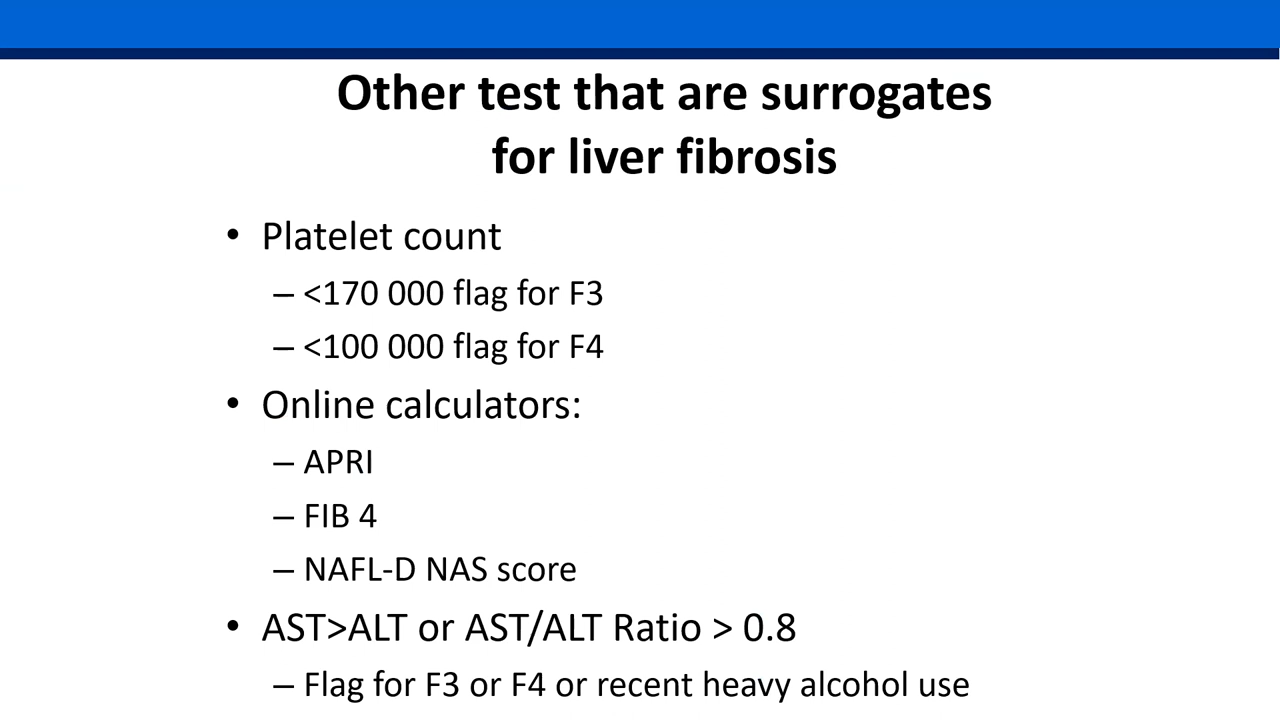 Other test that are surrogates
for liver fibrosis
• Platelet count
– <170 000 flag for F3
– <100 000 flag for F4
• Online calculators:
– APRI
– FIB 4
– NAFL-D NAS score
• AST>ALT or AST/ALT Ratio > 0.8
– Flag for F3 or F4 or recent heavy alcohol use